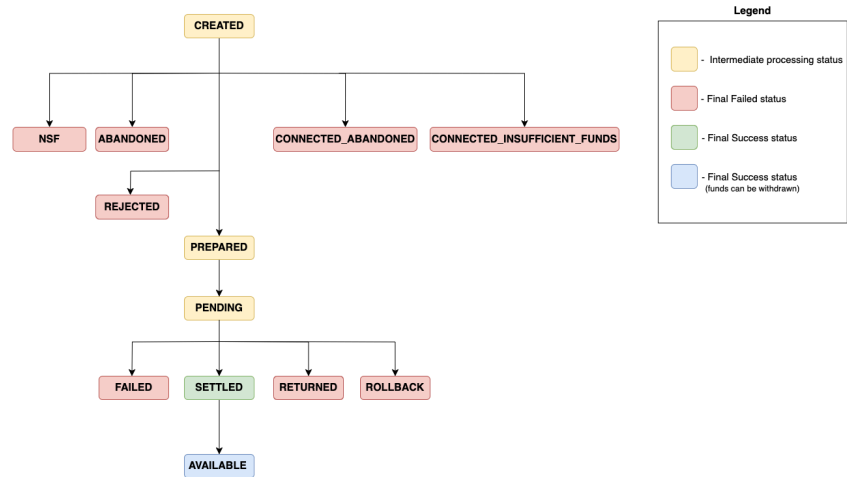 Legend
CREATED
- Intermediate processing status
- Final Failed status
NSF
ABANDONED
CONNECTED_ABANDONED
CONNECTED_INSUFFICIENT_FUNDS
- Final Success status
- Final Success status
(funds can be withdrawn)
REJECTED
PREPARED
PENDING
FAILED
SETTLED
RETURNED
ROLLBACK
AVAILABLE